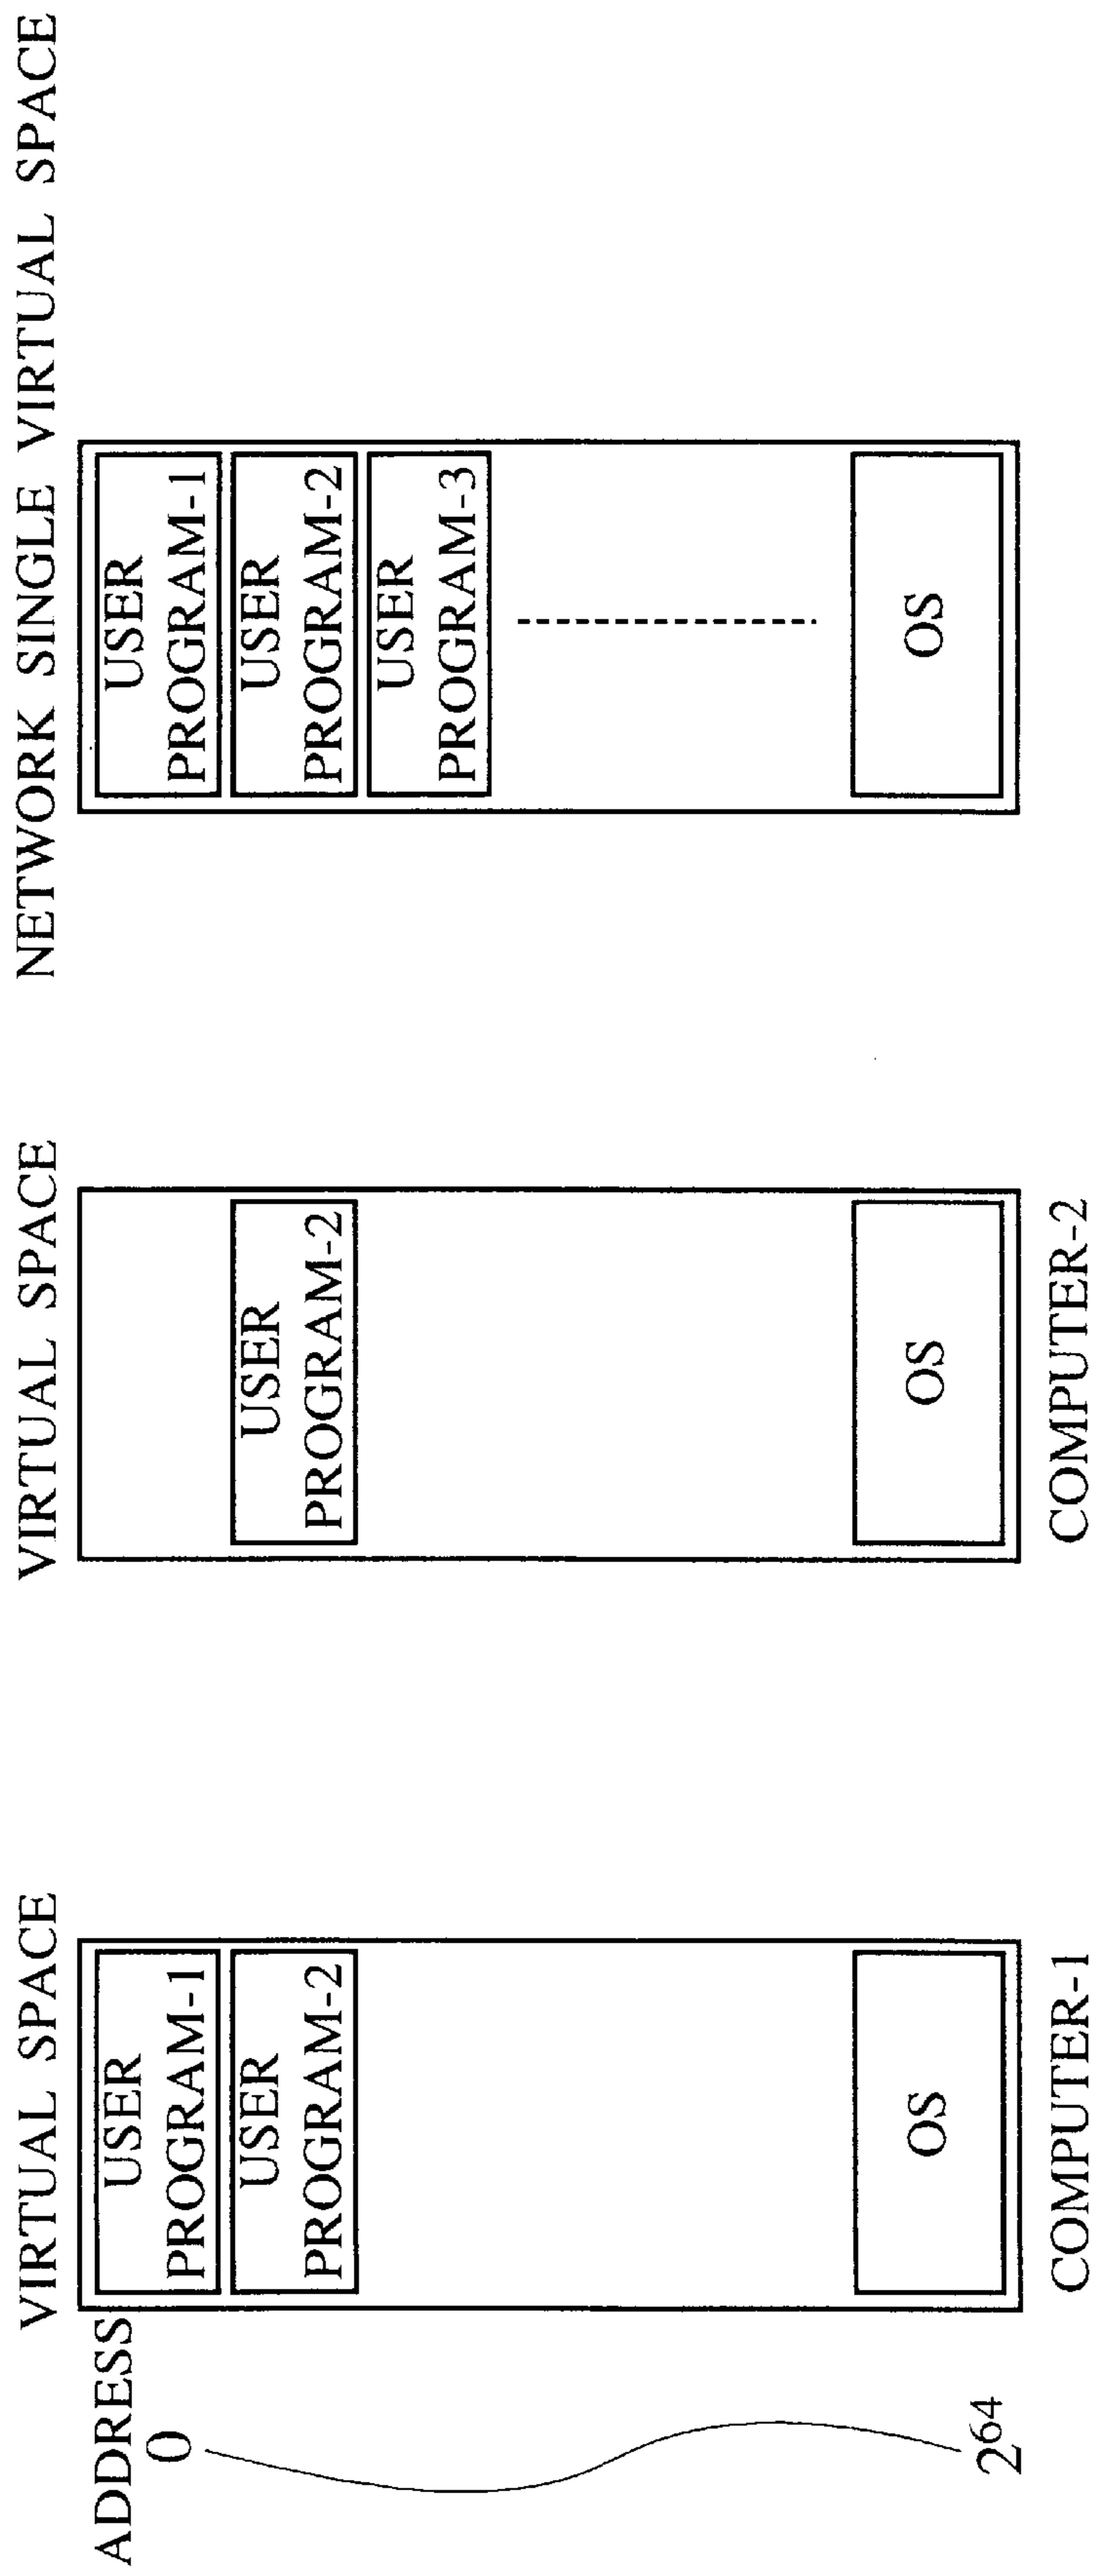 VIRTUAL SPACE
VIRTUAL SPACE
NETWORK SINGLE VIRTUAL SPACE
ADDRESS
0
2^64
USER
PROGRAM-1
USER
PROGRAM-2
OS
COMPUTER-1
USER
PROGRAM-2
OS
COMPUTER-2
USER
PROGRAM-1
USER
PROGRAM-2
USER
PROGRAM-3
OS